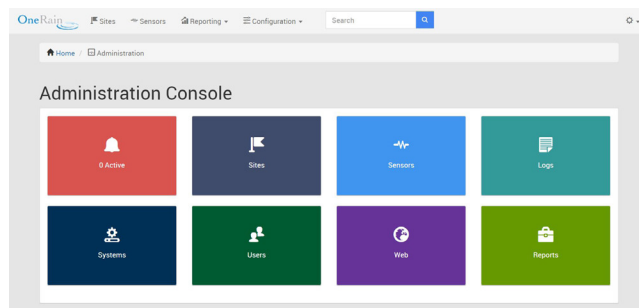 OneRain Sites Sensors Reporting Configuration Search
Home / Administration
Administration Console
0 Active Sites Sensors Logs
Systems Users Web Reports